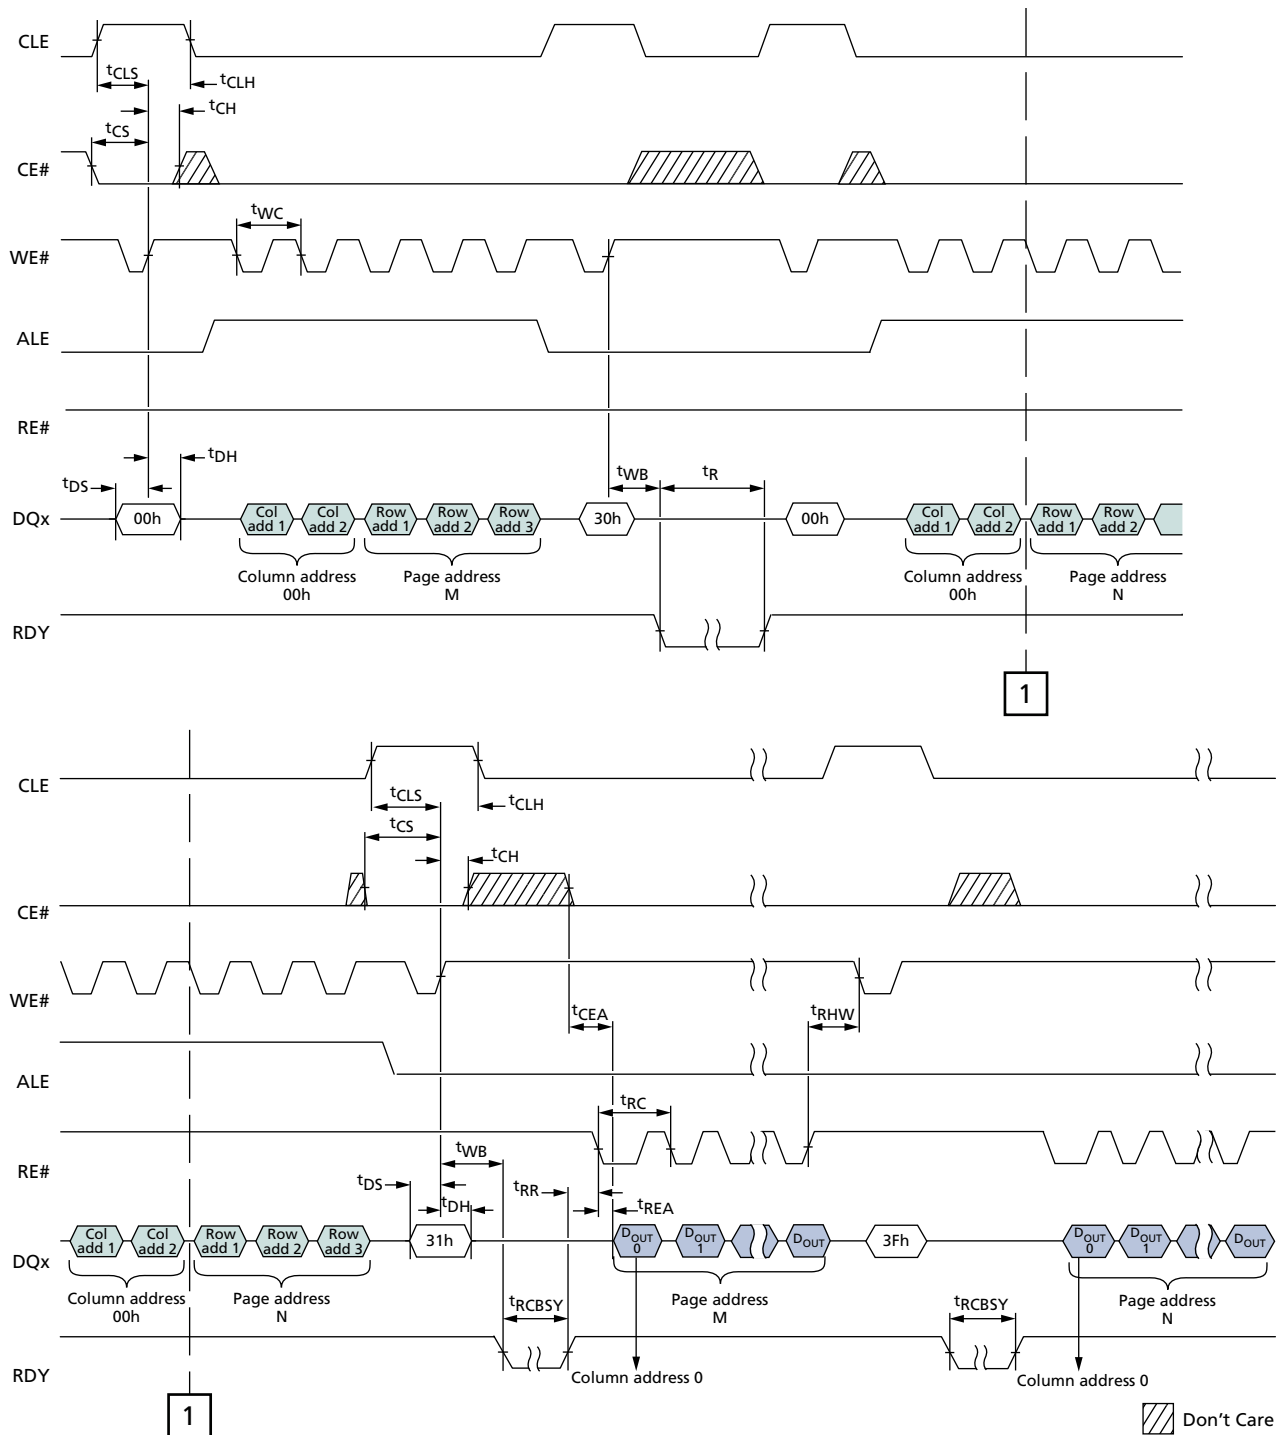 CLE
tCLS
tCLH
tCH
tCS
CE#
tWC
WE#
ALE
RE#
tDH
tDS
tWB
tR
DQx
00h
Col add 1
Col add 2
Row add 1
Row add 2
Row add 3
30h
00h
Col add 1
Col add 2
Row add 1
Row add 2
Column address
00h
Page address
M
Column address
00h
Page address
N
RDY
1
CLE
tCLS
tCLH
tCS
tCH
CE#
WE#
tCEA
tRHW
ALE
tRC
RE#
tWB
tDS
tRR
tDH
tREA
DQx
Col add 1
Col add 2
Row add 1
Row add 2
Row add 3
31h
DOUT 0
DOUT 1
DOUT
3Fh
DOUT 0
DOUT 1
DOUT
Column address
00h
Page address
N
tRCBSY
Page address
M
tRCBSY
Page address
N
RDY
Column address 0
Column address 0
1
Don't Care